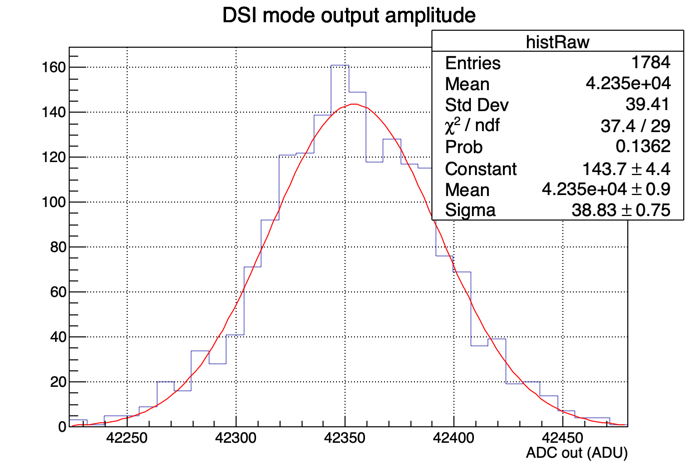 DSI mode output amplitude
histRaw
Entries 1784
Mean 4.235e+04
Std Dev 39.41
χ² / ndf 37.4 / 29
Prob 0.1362
Constant 143.7 ± 4.4
Mean 4.235e+04 ± 0.9
Sigma 38.83 ± 0.75
160
140
120
100
80
60
40
20
0
42250 42300 42350 42400 42450
ADC out (ADU)